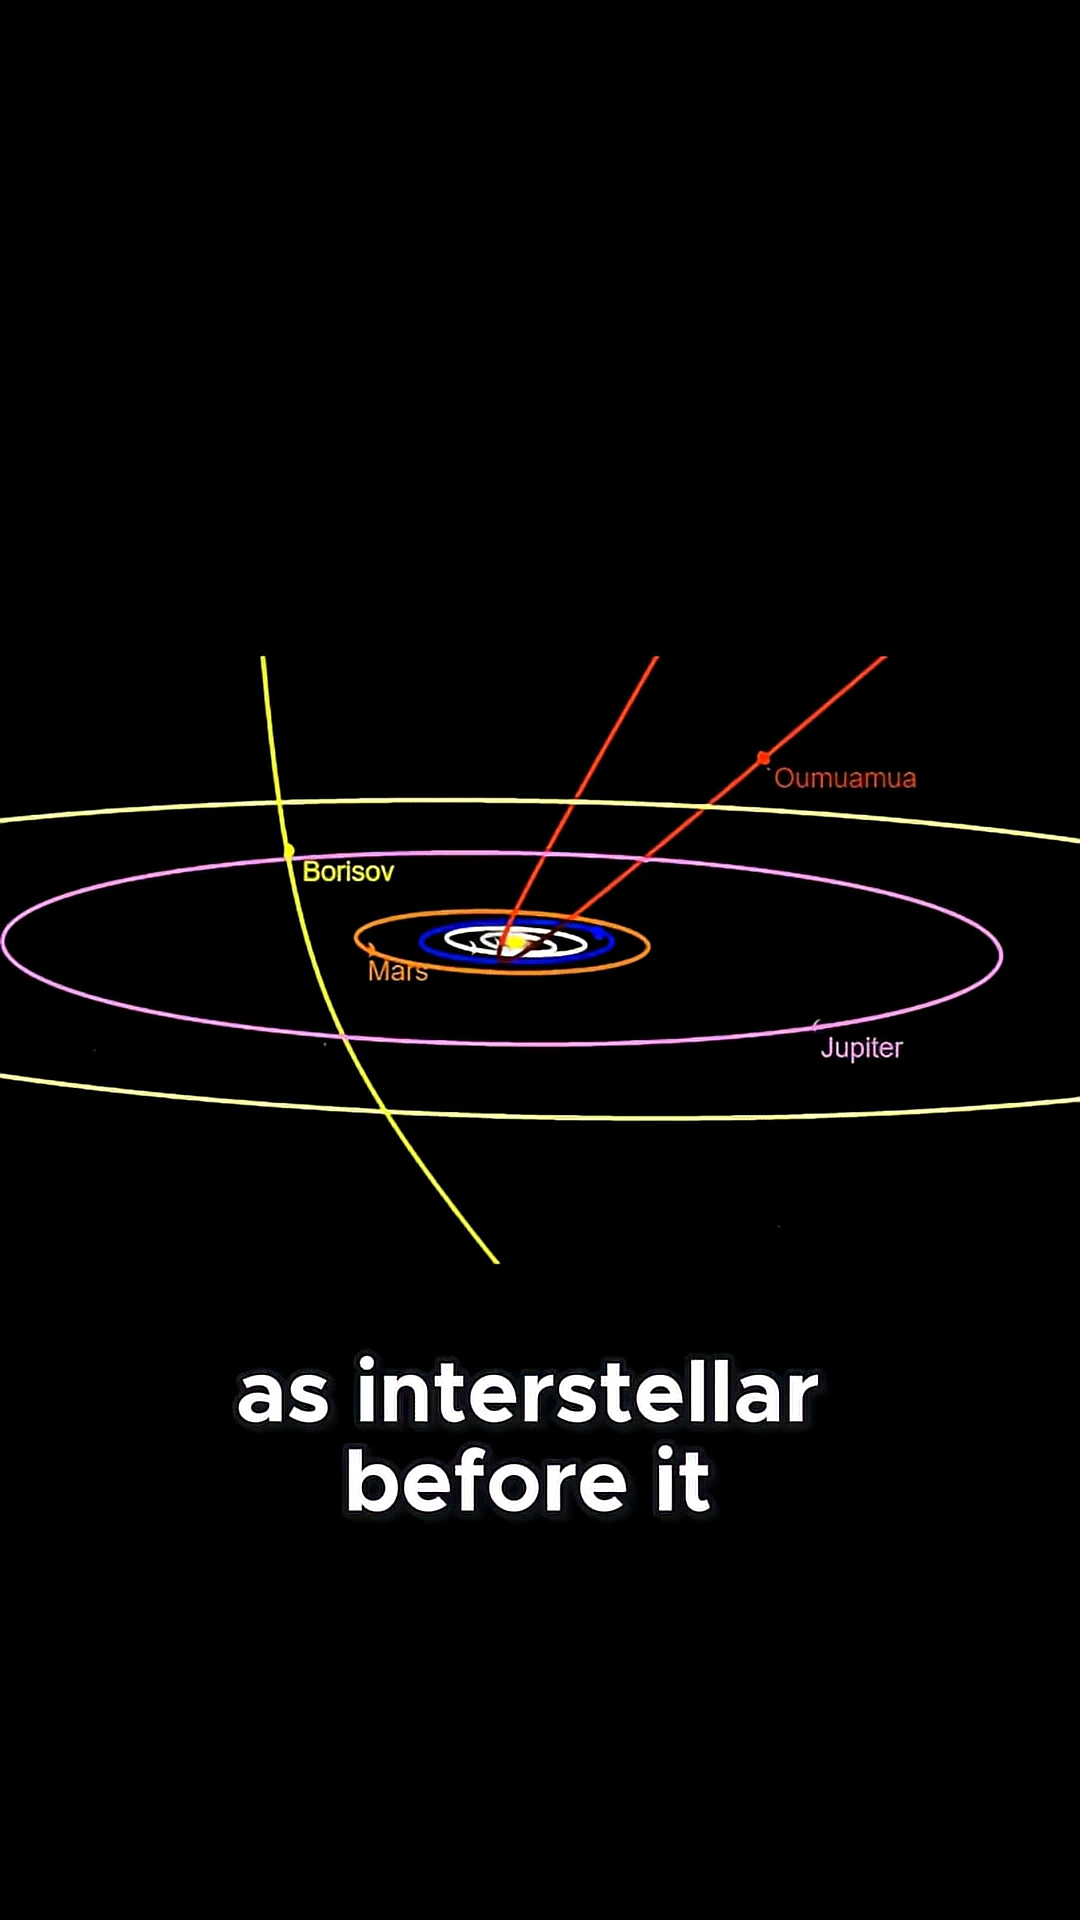 Oumuamua
Borisov
Mars
Jupiter
as interstellar
before it